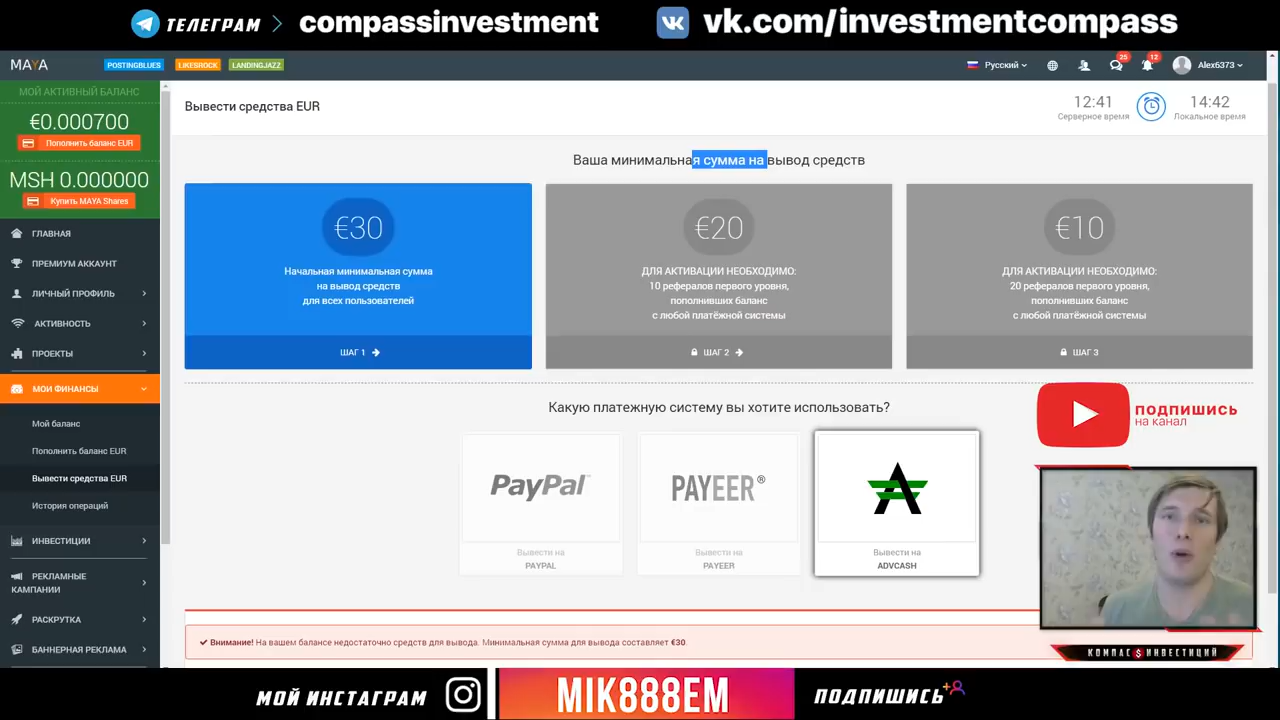 ТЕЛЕГРАМ > compassinvestment
vk.com/investmentcompass
MAYA
POSTINGBLUES LIKESROCK LANDINGJAZZ
Русский
25
12
Alex6373
МОЙ АКТИВНЫЙ БАЛАНС
€0.000700
Пополнить баланс EUR
MSH 0.000000
Купить MAYA Shares
ГЛАВНАЯ
ПРЕМИУМ АККАУНТ
ЛИЧНЫЙ ПРОФИЛЬ
АКТИВНОСТЬ
ПРОЕКТЫ
МОИ ФИНАНСЫ
Мой баланс
Пополнить баланс EUR
Вывести средства EUR
История операций
ИНВЕСТИЦИИ
РЕКЛАМНЫЕ
КАМПАНИИ
РАСКРУТКА
БАННЕРНАЯ РЕКЛАМА
Вывести средства EUR
12:41
Серверное время
14:42
Локальное время
Ваша минимальная сумма на вывод средств
€30
Начальная минимальная сумма
на вывод средств
для всех пользователей
ШАГ 1
€20
ДЛЯ АКТИВАЦИИ НЕОБХОДИМО:
10 рефералов первого уровня,
пополнивших баланс
с любой платёжной системы
ШАГ 2
€10
ДЛЯ АКТИВАЦИИ НЕОБХОДИМО:
20 рефералов первого уровня,
пополнивших баланс
с любой платёжной системы
ШАГ 3
Какую платежную систему вы хотите использовать?
PayPal
Вывести на
PAYPAL
PAYEER®
Вывести на
PAYEER
Вывести на
ADVCASH
подпишись
на канал
Внимание! На вашем балансе недостаточно средств для вывода. Минимальная сумма для вывода составляет €30
КОМПАС $ ИНВЕСТИЦИЙ
МОЙ ИНСТАГРАМ
MIK888EM
ПОДПИШИСЬ